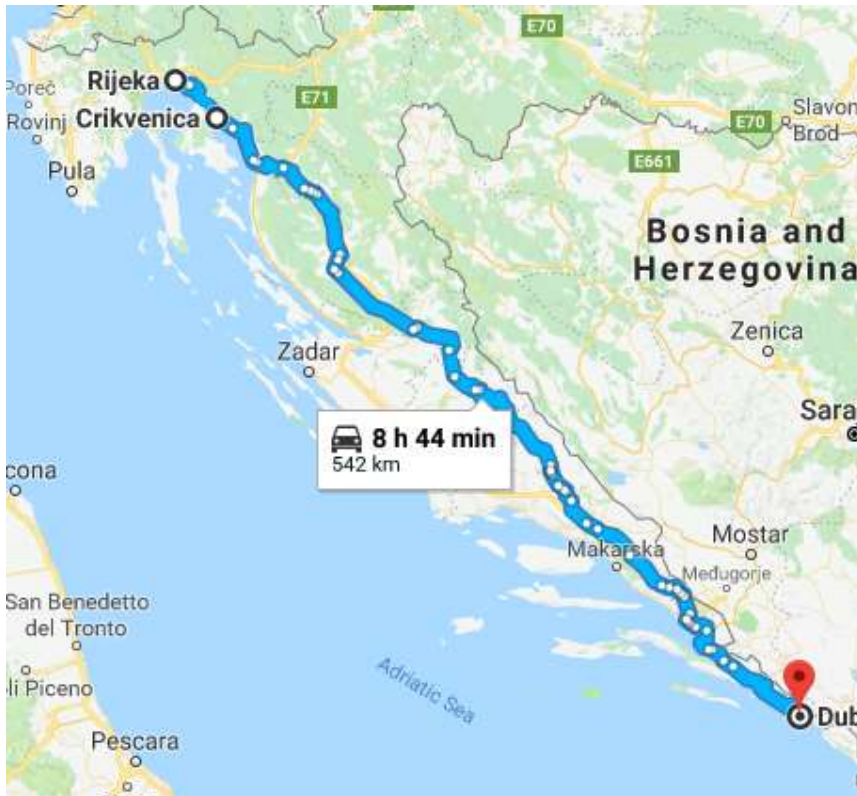 E70
Rijeka
Poreč
Rovinj
E71
Crikvenica
Slavon
Brod
E70
E661
Pula
Bosnia and
Herzegovina
Zenica
Zadar
Sara
8 h 44 min
542 km
cona
Makarska
Mostar
Međugorje
San Benedetto
del Tronto
li Piceno
Adriatic Sea
Dub
Pescara